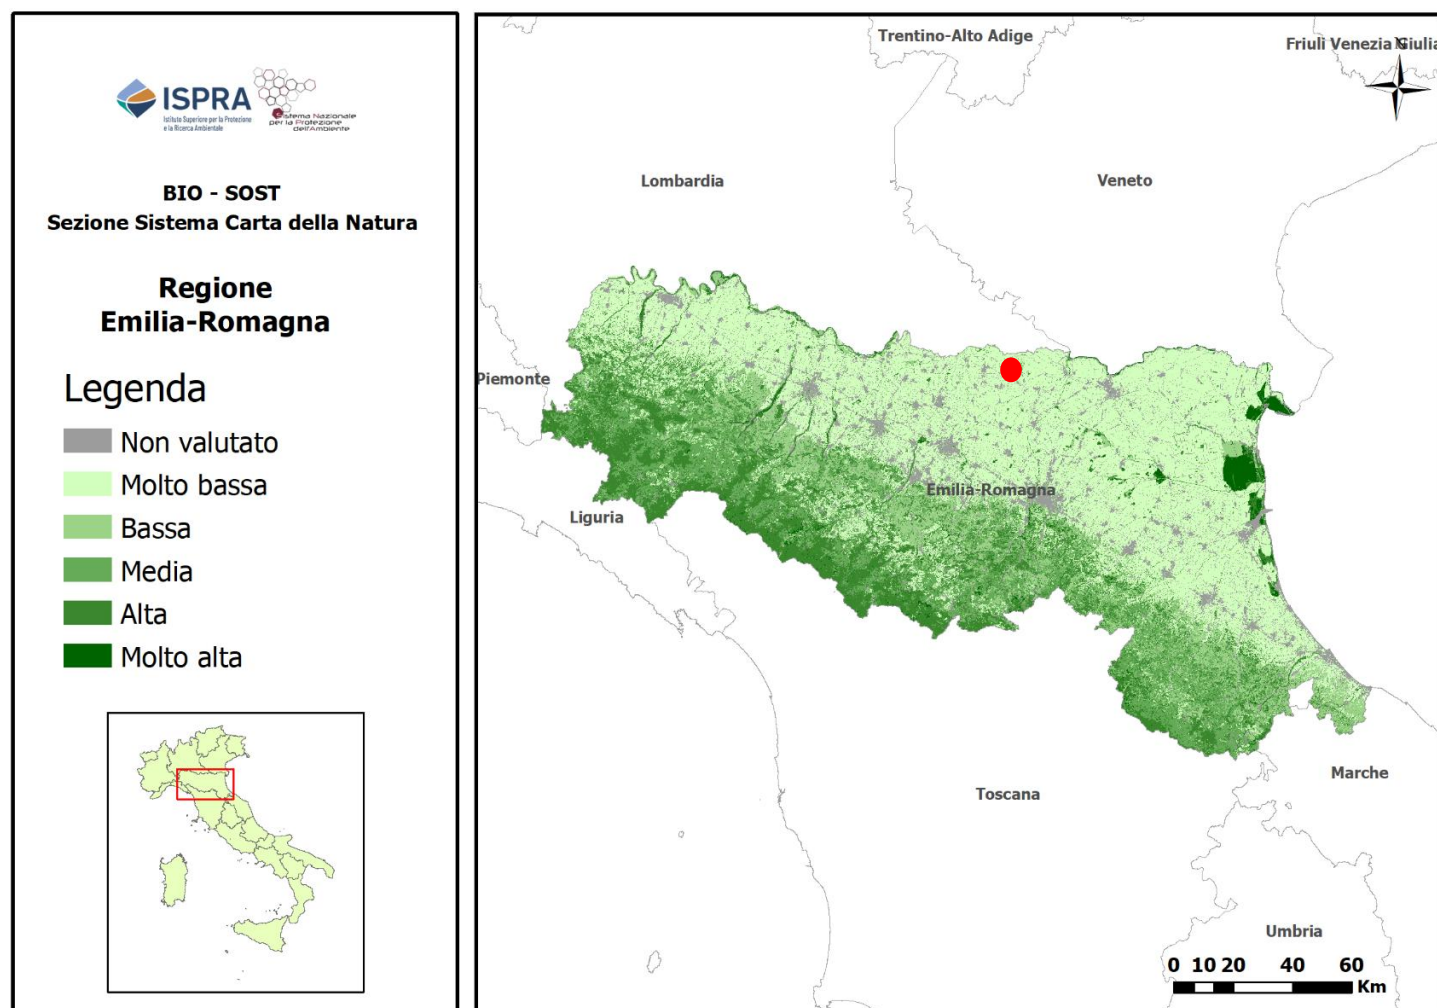 ISPRA
Istituto Superiore per la Protezione
e la Ricerca Ambientale
Sistema Nazionale
per la Protezione
dell'Ambiente
BIO - SOST
Sezione Sistema Carta della Natura
Regione
Emilia-Romagna
Legenda
Non valutato
Molto bassa
Bassa
Media
Alta
Molto alta
Trentino-Alto Adige
Friuli Venezia Giulia
N
Lombardia
Veneto
Piemonte
Emilia-Romagna
Liguria
Marche
Toscana
Umbria
0 10 20 40 60
Km